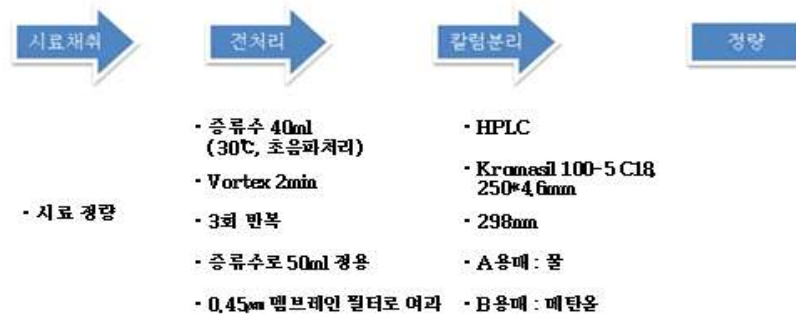 시료채취
전처리
칼럼분리
정량
- 시료 정량
- 증류수 40ml
(30℃, 초음파처리)
- Vortex 2min
- 3회 반복
- 증류수로 50ml 정용
- 0.45㎛ 멤브레인 필터로 여과
- HPLC
- Kromasil 100-5 C18,
250*4.6mm
- 298nm
- A용매 : 물
- B용매 : 메탄올